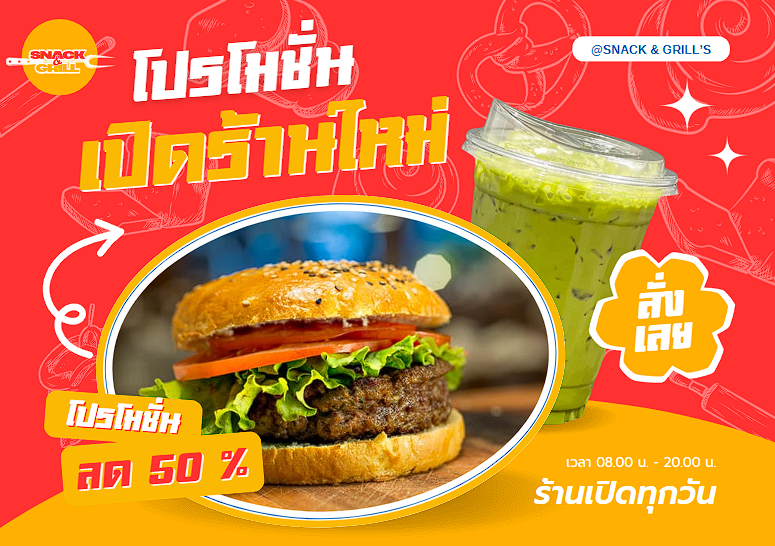 SNACK
&
GRILL
@SNACK & GRILL'S
โปรโมชั่น
เปิดร้านใหม่
สั่ง
เลย
โปรโมชั่น
ลด 50 %
เวลา 08.00 น. - 20.00 น.
ร้านเปิดทุกวัน